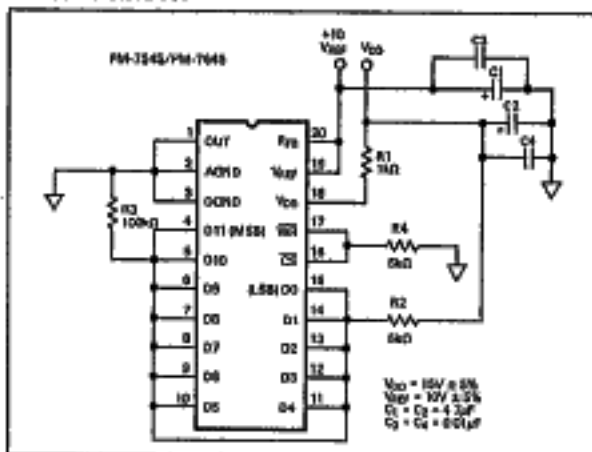 PM-7545/PM-7645
+10
VREF
VDD
C3
C1
+
C2
+
C4
R1
1kΩ
1 OUT
2 AGND
3 DGND
4 D11 (MSB)
5 D10
6 D9
7 D8
8 D7
9 D6
10 D5
RFB 20
VREF 19
VDD 18
WR 17
CS 16
(LSB) D0 15
D1 14
D2 13
D3 12
D4 11
R3
100kΩ
R4
5kΩ
R2
5kΩ
VDD = 15V ± 5%
VREF = 10V ± 5%
C1 = C2 = 4.7µF
C3 = C4 = 0.01µF